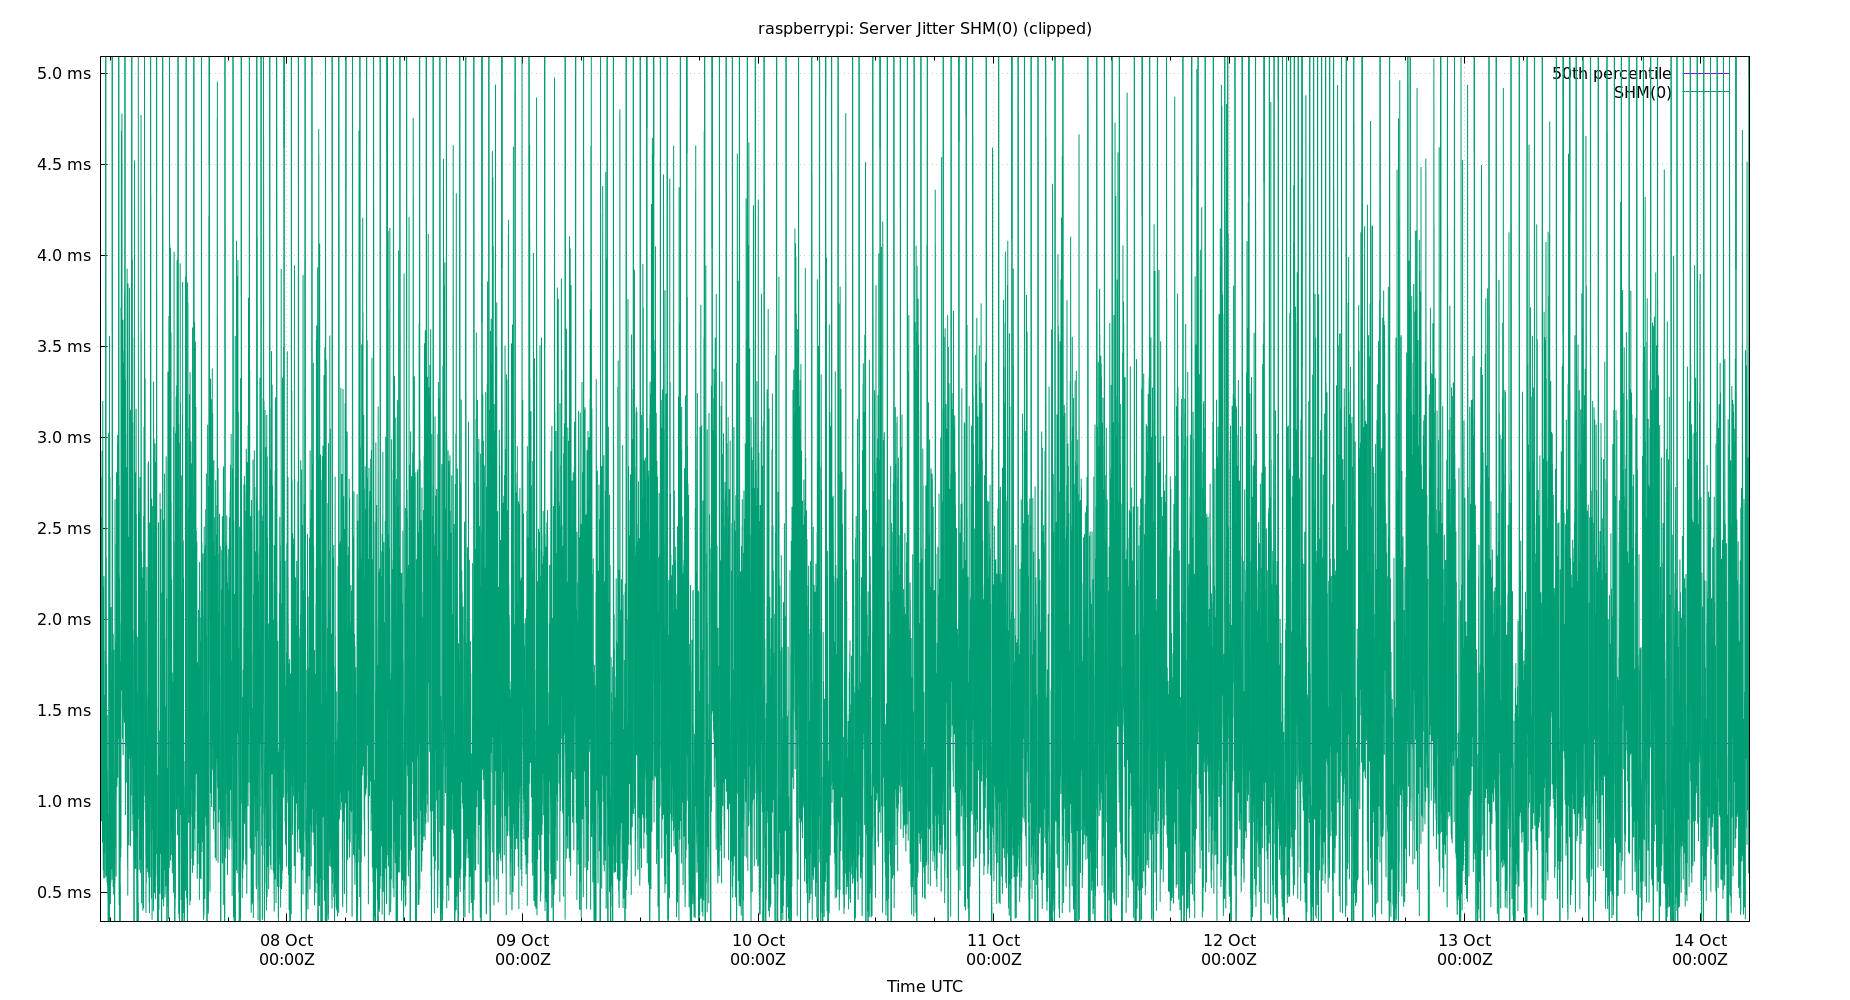 raspberrypi: Server Jitter SHM(0) (clipped)
5.0 ms
50th percentile
SHM(0)
4.5 ms
4.0 ms
3.5 ms
3.0 ms
2.5 ms
2.0 ms
1.5 ms
1.0 ms
0.5 ms
08 Oct 09 Oct 10 Oct 11 Oct 12 Oct 13 Oct 14 Oct
00:00Z 00:00Z 00:00Z 00:00Z 00:00Z 00:00Z 00:00Z
Time UTC